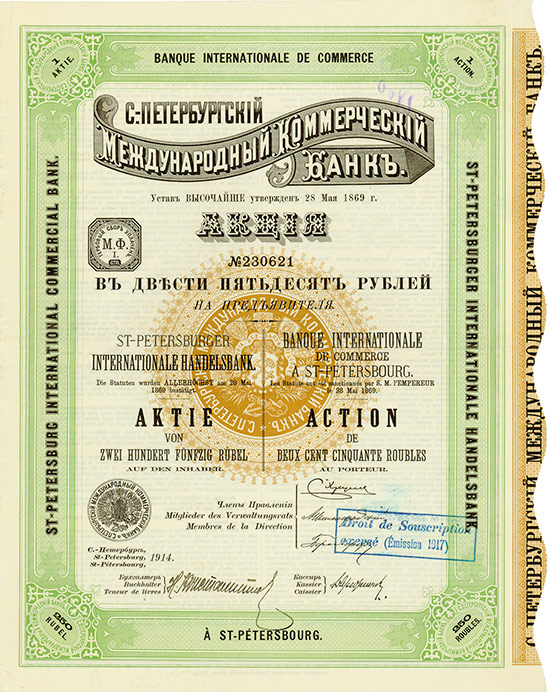 1
AKTIE
BANQUE INTERNATIONALE DE COMMERCE
1
ACTION.
С.-ПЕТЕРБУРГСКІЙ
МЕЖДУНАРОДНЫЙ КОММЕРЧЕСКІЙ
БАНКЪ.
Уставъ ВЫСОЧАЙШЕ утвержденъ 28 Мая 1869 г.
АКЦІЯ
М.Ф.
I.
№230621
ВЪ ДВѢСТИ ПЯТЬДЕСЯТЪ РУБЛЕЙ
НА ПРЕДЪЯВИТЕЛЯ.
ST-PETERSBURGER
INTERNATIONALE HANDELSBANK.
Die Statuten wurden ALLERHÖCHST am 28 Mai
1869 bestätigt.
BANQUE INTERNATIONALE
DE COMMERCE
À ST-PÉTERSBOURG.
Les Statuts ont été sanctionnés par S. M. l'EMPEREUR
le 28 Mai 1869.
AKTIE
VON
ZWEI HUNDERT FÜNFZIG RUBEL
AUF DEN INHABER.
ACTION
DE
DEUX CENT CINQUANTE ROUBLES
AU PORTEUR.
Члены Правленія
Mitglieder des Verwaltungsrats
Membres de la Direction
Droit de Souscription
exercé (Émission 1917)
С.-Петербургъ,
St-Petersburg, 1914.
St-Pétersbourg,
Бухгалтеръ
Buchhalter
Teneur de livres
Кассиръ
Kassier
Caissier
250
RUBEL
À ST-PÉTERSBOURG.
250
ROUBLES.
ST-PETERSBURG INTERNATIONAL COMMERCIAL BANK.
ST-PETERSBURGER INTERNATIONALE HANDELSBANK.
С.ПЕТЕРБУРГСКІЙ МЕЖДУНАРОДНЫЙ КОММЕРЧЕСКІЙ БАНКЪ.